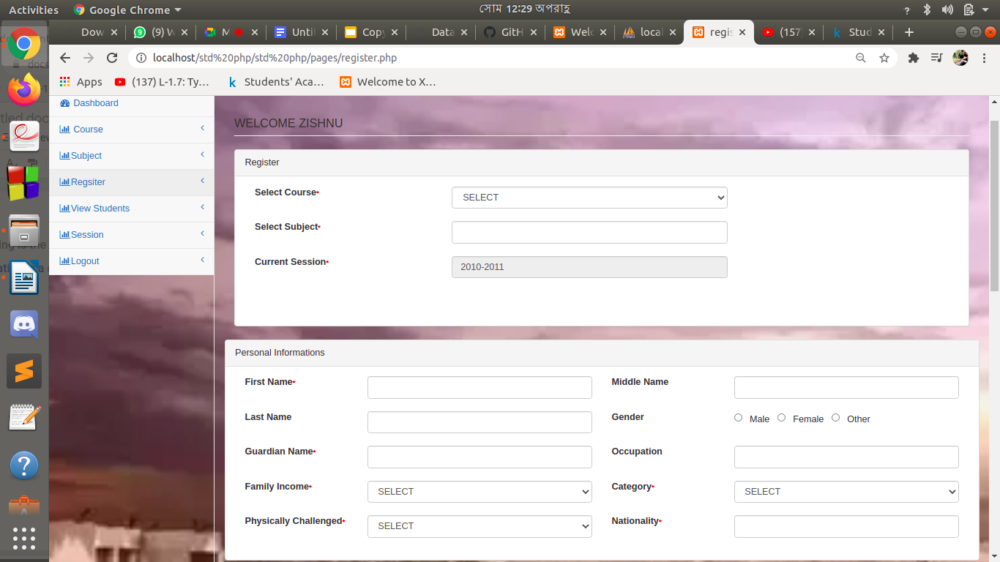 Activities Google Chrome সোম 12:29 অপরাহ্ণ
Dow (9) W M Unti Copy Data GitH Welc local regis (157) Stud
localhost/std%20php/std%20php/pages/register.php
Apps (137) L-1.7: Ty... Students' Aca... Welcome to X...
Dashboard
Course
Subject
Regsiter
View Students
Session
Logout
WELCOME ZISHNU
Register
Select Course* SELECT
Select Subject*
Current Session* 2010-2011
Personal Informations
First Name* Middle Name
Last Name Gender Male Female Other
Guardian Name* Occupation
Family Income* SELECT Category* SELECT
Physically Challenged* SELECT Nationality*